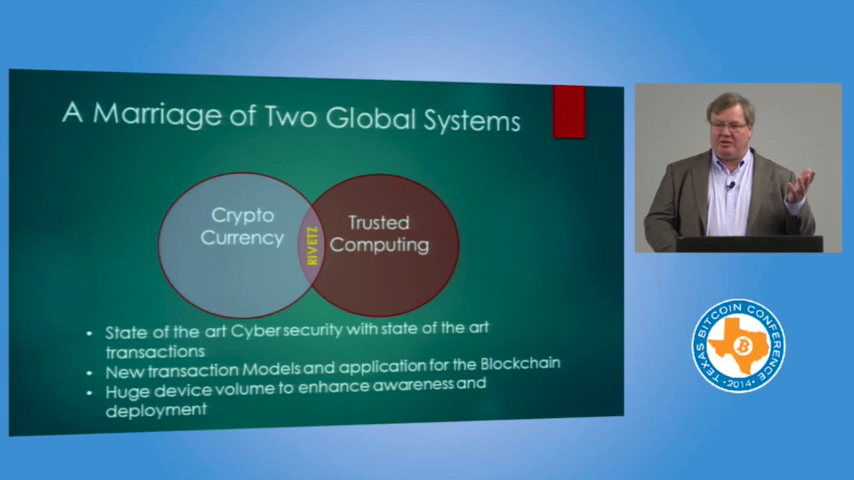 A Marriage of Two Global Systems
Crypto
Currency
RIVETZ
Trusted
Computing
• State of the art Cybersecurity with state of the art
transactions
• New transaction Models and application for the Blockchain
• Huge device volume to enhance awareness and
deployment
TEXAS BITCOIN CONFERENCE
• 2014 •